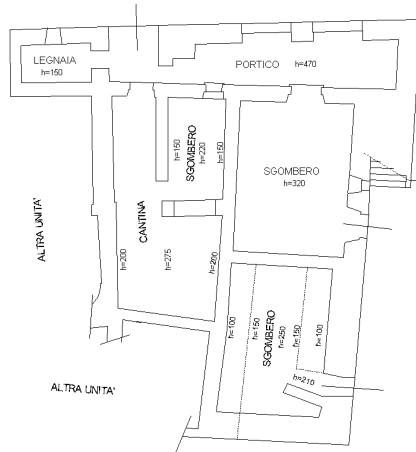 LEGNAIA
h=150
PORTICO h=470
h=150
SGOMBERO
h=220
h=150
SGOMBERO
h=320
ALTRA UNITA'
CANTINA
h=200
h=275
h=200
h=100
h=150
SGOMBERO
h=250
h=150
h=100
h=210
ALTRA UNITA'